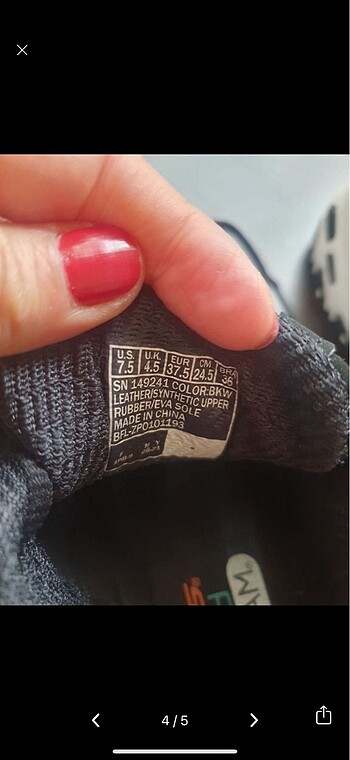 U.S. U.K. EUR CM BRA
7.5 4.5 37.5 24.5 36
SN 149241 COLOR:BKW
LEATHER/SYNTHETIC UPPER
RUBBER/EVA SOLE
MADE IN CHINA
BFL-ZPO101193
4 / 5